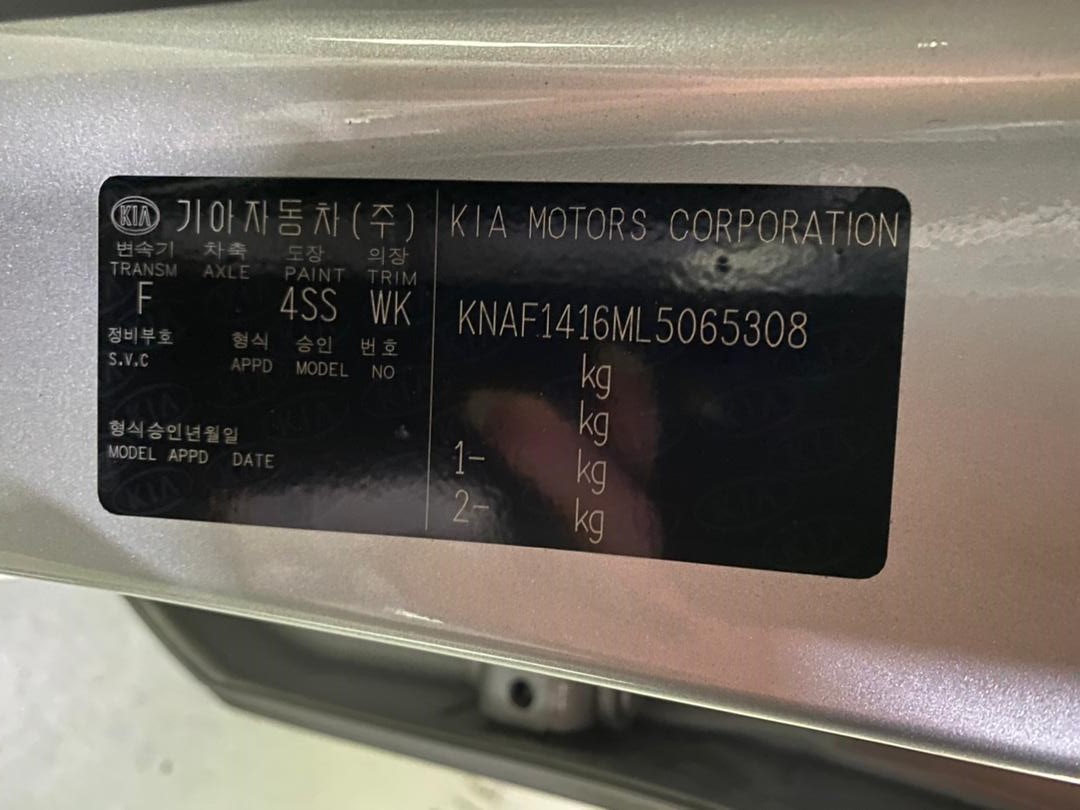 KIA 기아자동차(주)
변속기 차축 도장 의장
TRANSM AXLE PAINT TRIM
F 4SS WK
정비부호 형식 승인 번호
S.V.C APPD MODEL NO
형식승인년월일
MODEL APPD DATE
KIA MOTORS CORPORATION
KNAF1416ML5065308
kg
kg
1- kg
2- kg